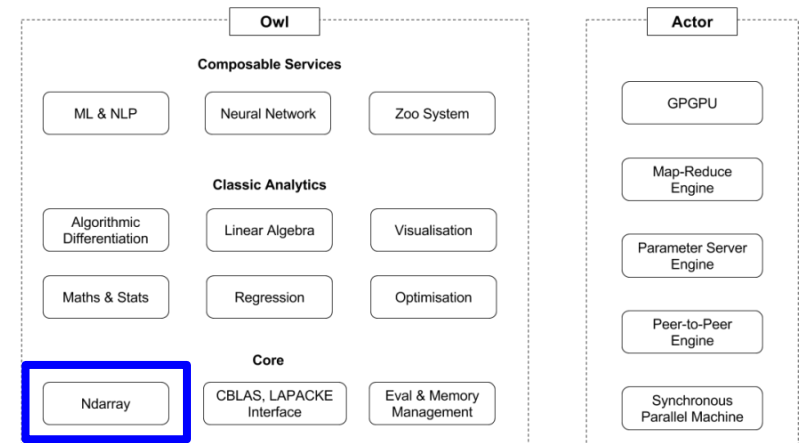 Owl
Composable Services
ML & NLP
Neural Network
Zoo System
Classic Analytics
Algorithmic
Differentiation
Linear Algebra
Visualisation
Maths & Stats
Regression
Optimisation
Core
Ndarray
CBLAS, LAPACKE
Interface
Eval & Memory
Management
Actor
GPGPU
Map-Reduce
Engine
Parameter Server
Engine
Peer-to-Peer
Engine
Synchronous
Parallel Machine